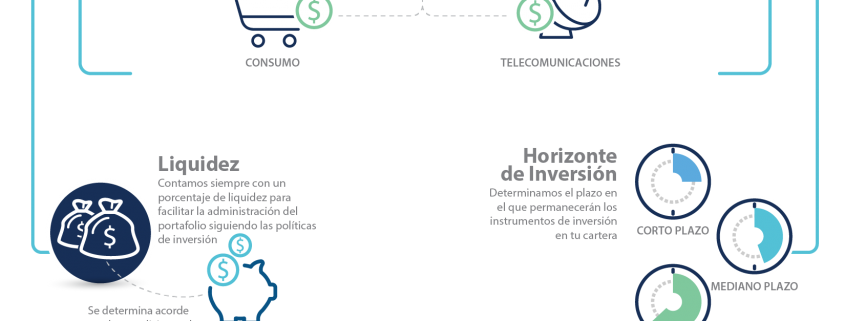 CONSUMO
TELECOMUNICACIONES
Liquidez
Contamos siempre con un
porcentaje de liquidez para
facilitar la administración del
portafolio siguiendo las políticas
de inversión
Se determina acorde
Horizonte
de Inversión
Determinamos el plazo en
el que permanecerán los
instrumentos de inversión
en tu cartera
CORTO PLAZO
MEDIANO PLAZO